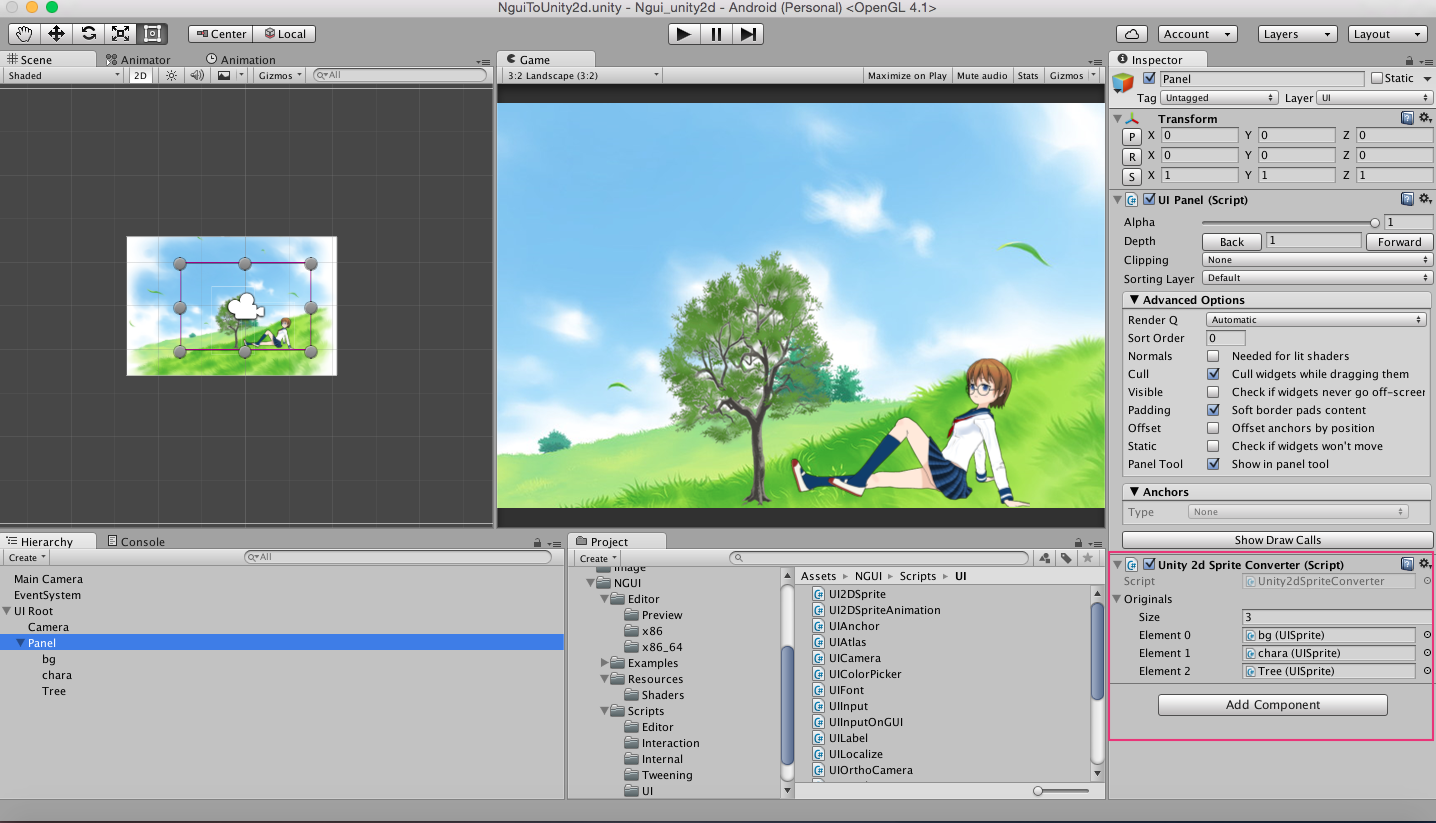 NguiToUnity2d.unity - Ngui_unity2d - Android (Personal) <OpenGL 4.1>
Center Local
Account Layers Layout
Scene Animator Animation
Shaded 2D Gizmos All
Game
3:2 Landscape (3:2) Maximize on Play Mute audio Stats Gizmos
Inspector
Panel Static
Tag Untagged Layer UI
Transform
P X 0 Y 0 Z 0
R X 0 Y 0 Z 0
S X 1 Y 1 Z 1
UI Panel (Script)
Alpha 1
Depth Back 1 Forward
Clipping None
Sorting Layer Default
Advanced Options
Render Q Automatic
Sort Order 0
Normals Needed for lit shaders
Cull Cull widgets while dragging them
Visible Check if widgets never go off-screen
Padding Soft border pads content
Offset Offset anchors by position
Static Check if widgets won't move
Panel Tool Show in panel tool
Anchors
Type None
Show Draw Calls
Unity 2d Sprite Converter (Script)
Script Unity2dSpriteConverter
Originals
Size 3
Element 0 bg (UISprite)
Element 1 chara (UISprite)
Element 2 Tree (UISprite)
Add Component
Hierarchy Console
Create All
Main Camera
EventSystem
UI Root
Camera
Panel
bg
chara
Tree
Project
Create
Image
NGUI
Editor
Preview
x86
x86_64
Examples
Resources
Shaders
Scripts
Editor
Interaction
Internal
Tweening
UI
Assets NGUI Scripts UI
UI2DSprite
UI2DSpriteAnimation
UIAnchor
UIAtlas
UICamera
UIColorPicker
UIFont
UIInput
UIInputOnGUI
UILabel
UILocalize
UIOrthoCamera